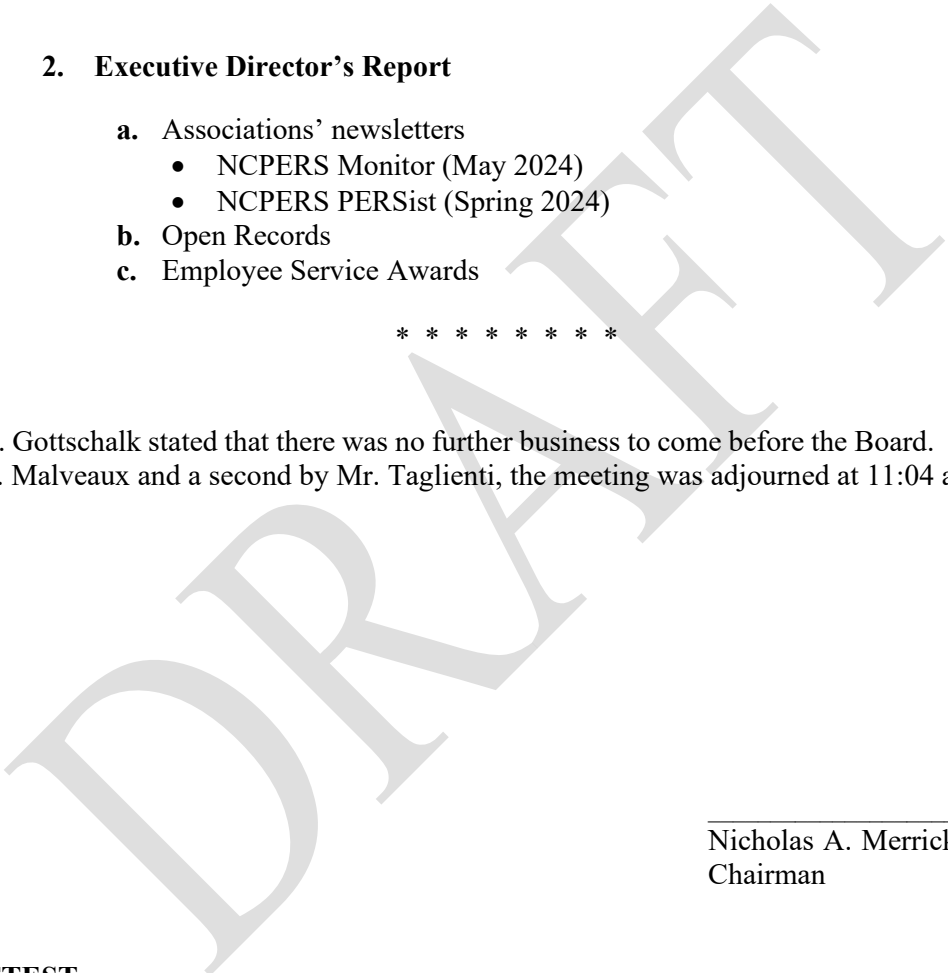 2. Executive Director’s Report
a. Associations’ newsletters
• NCPERS Monitor (May 2024)
• NCPERS PERSist (Spring 2024)
b. Open Records
c. Employee Service Awards
* * * * * * * *
. Gottschalk stated that there was no further business to come before the Board.
. Malveaux and a second by Mr. Taglienti, the meeting was adjourned at 11:04 a
Nicholas A. Merrick
Chairman
DRAFT